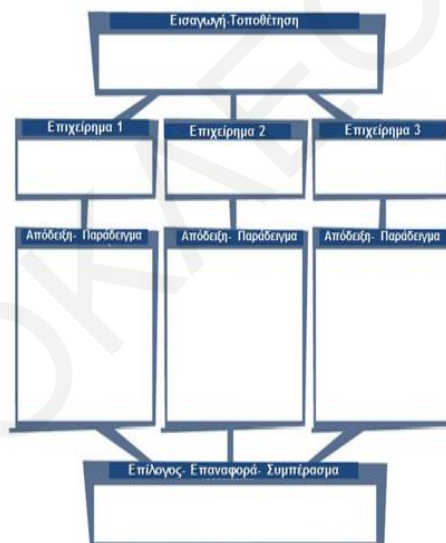 Εισαγωγή-Τοποθέτηση
Επιχείρημα 1
Επιχείρημα 2
Επιχείρημα 3
Απόδειξη- Παράδειγμα
Απόδειξη- Παράδειγμα
Απόδειξη- Παράδειγμα
Επίλογος- Επαναφορά- Συμπέρασμα